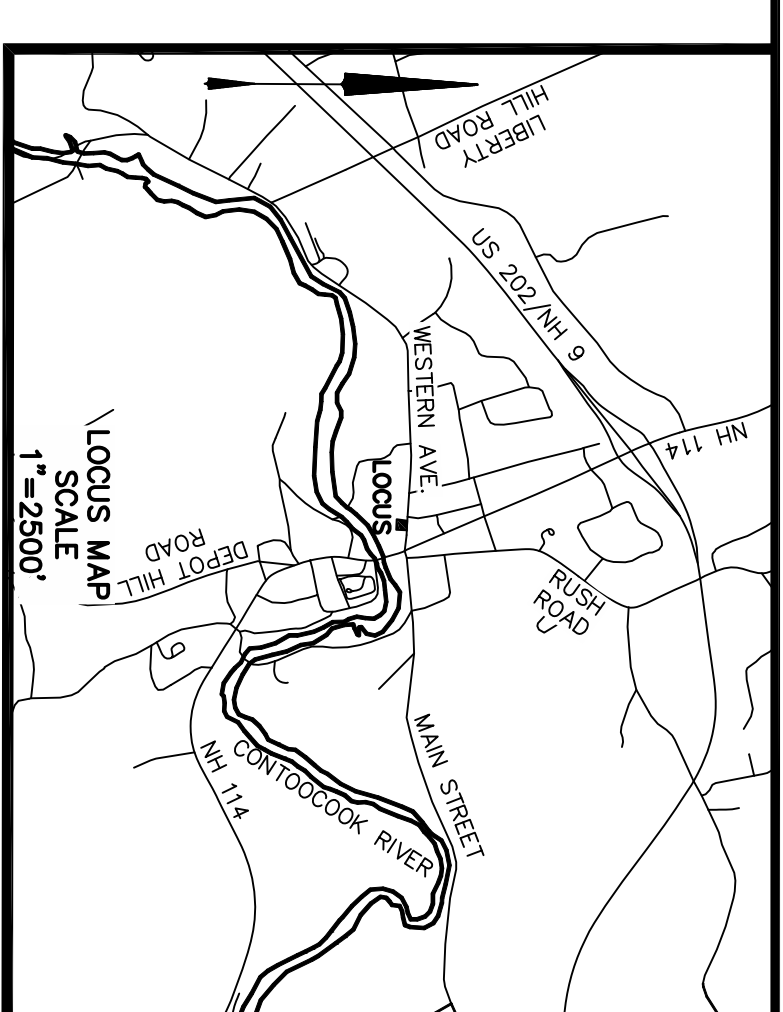 LIBERTY
HILL ROAD
US 202/NH 9
WESTERN AVE.
NH 114
LOCUS
RUSH
ROAD
DEPOT HILL
ROAD
MAIN STREET
NH 114
CONTOOCOOK RIVER
LOCUS MAP
SCALE
1"=2500'